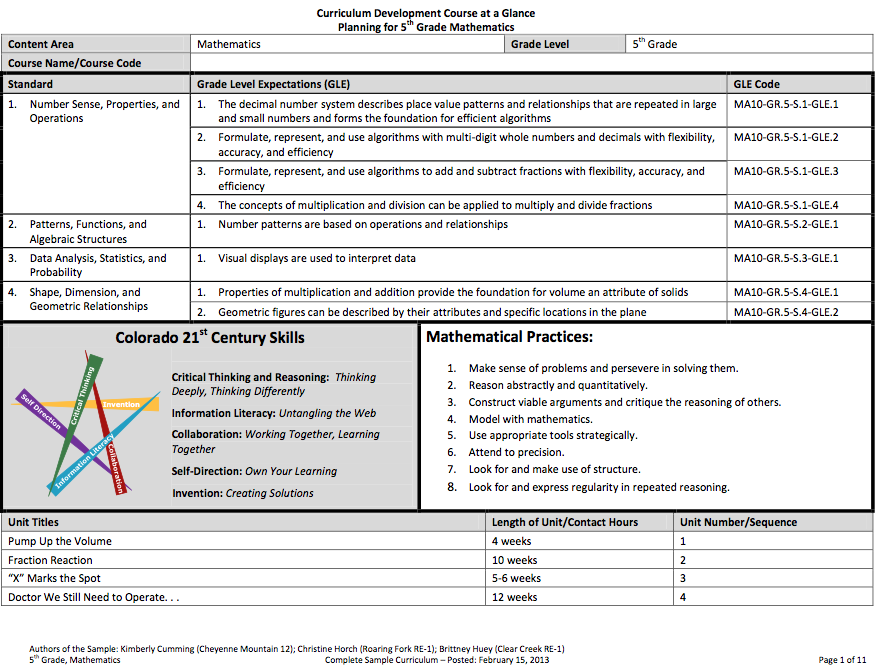 Curriculum Development Course at a Glance
Planning for 5th Grade Mathematics
Content Area Mathematics Grade Level 5th Grade
Course Name/Course Code
Standard Grade Level Expectations (GLE) GLE Code
1. Number Sense, Properties, and Operations
1. The decimal number system describes place value patterns and relationships that are repeated in large
and small numbers and forms the foundation for efficient algorithms
MA10-GR.5-S.1-GLE.1
2. Formulate, represent, and use algorithms with multi-digit whole numbers and decimals with flexibility,
accuracy, and efficiency
MA10-GR.5-S.1-GLE.2
3. Formulate, represent, and use algorithms to add and subtract fractions with flexibility, accuracy, and
efficiency
MA10-GR.5-S.1-GLE.3
4. The concepts of multiplication and division can be applied to multiply and divide fractions MA10-GR.5-S.1-GLE.4
2. Patterns, Functions, and
Algebraic Structures
1. Number patterns are based on operations and relationships MA10-GR.5-S.2-GLE.1
3. Data Analysis, Statistics, and
Probability
1. Visual displays are used to interpret data MA10-GR.5-S.3-GLE.1
4. Shape, Dimension, and
Geometric Relationships
1. Properties of multiplication and addition provide the foundation for volume an attribute of solids MA10-GR.5-S.4-GLE.1
2. Geometric figures can be described by their attributes and specific locations in the plane MA10-GR.5-S.4-GLE.2
Colorado 21st Century Skills
Critical Thinking
Self Direction
Invention
Information Literacy
Collaboration
Critical Thinking and Reasoning: Thinking
Deeply, Thinking Differently
Information Literacy: Untangling the Web
Collaboration: Working Together, Learning
Together
Self-Direction: Own Your Learning
Invention: Creating Solutions
Mathematical Practices:
1. Make sense of problems and persevere in solving them.
2. Reason abstractly and quantitatively.
3. Construct viable arguments and critique the reasoning of others.
4. Model with mathematics.
5. Use appropriate tools strategically.
6. Attend to precision.
7. Look for and make use of structure.
8. Look for and express regularity in repeated reasoning.
Unit Titles Length of Unit/Contact Hours Unit Number/Sequence
Pump Up the Volume 4 weeks 1
Fraction Reaction 10 weeks 2
“X” Marks the Spot 5-6 weeks 3
Doctor We Still Need to Operate. . . 12 weeks 4
Authors of the Sample: Kimberly Cumming (Cheyenne Mountain 12); Christine Horch (Roaring Fork RE-1); Brittney Huey (Clear Creek RE-1)
5th Grade, Mathematics Complete Sample Curriculum – Posted: February 15, 2013 Page 1 of 11